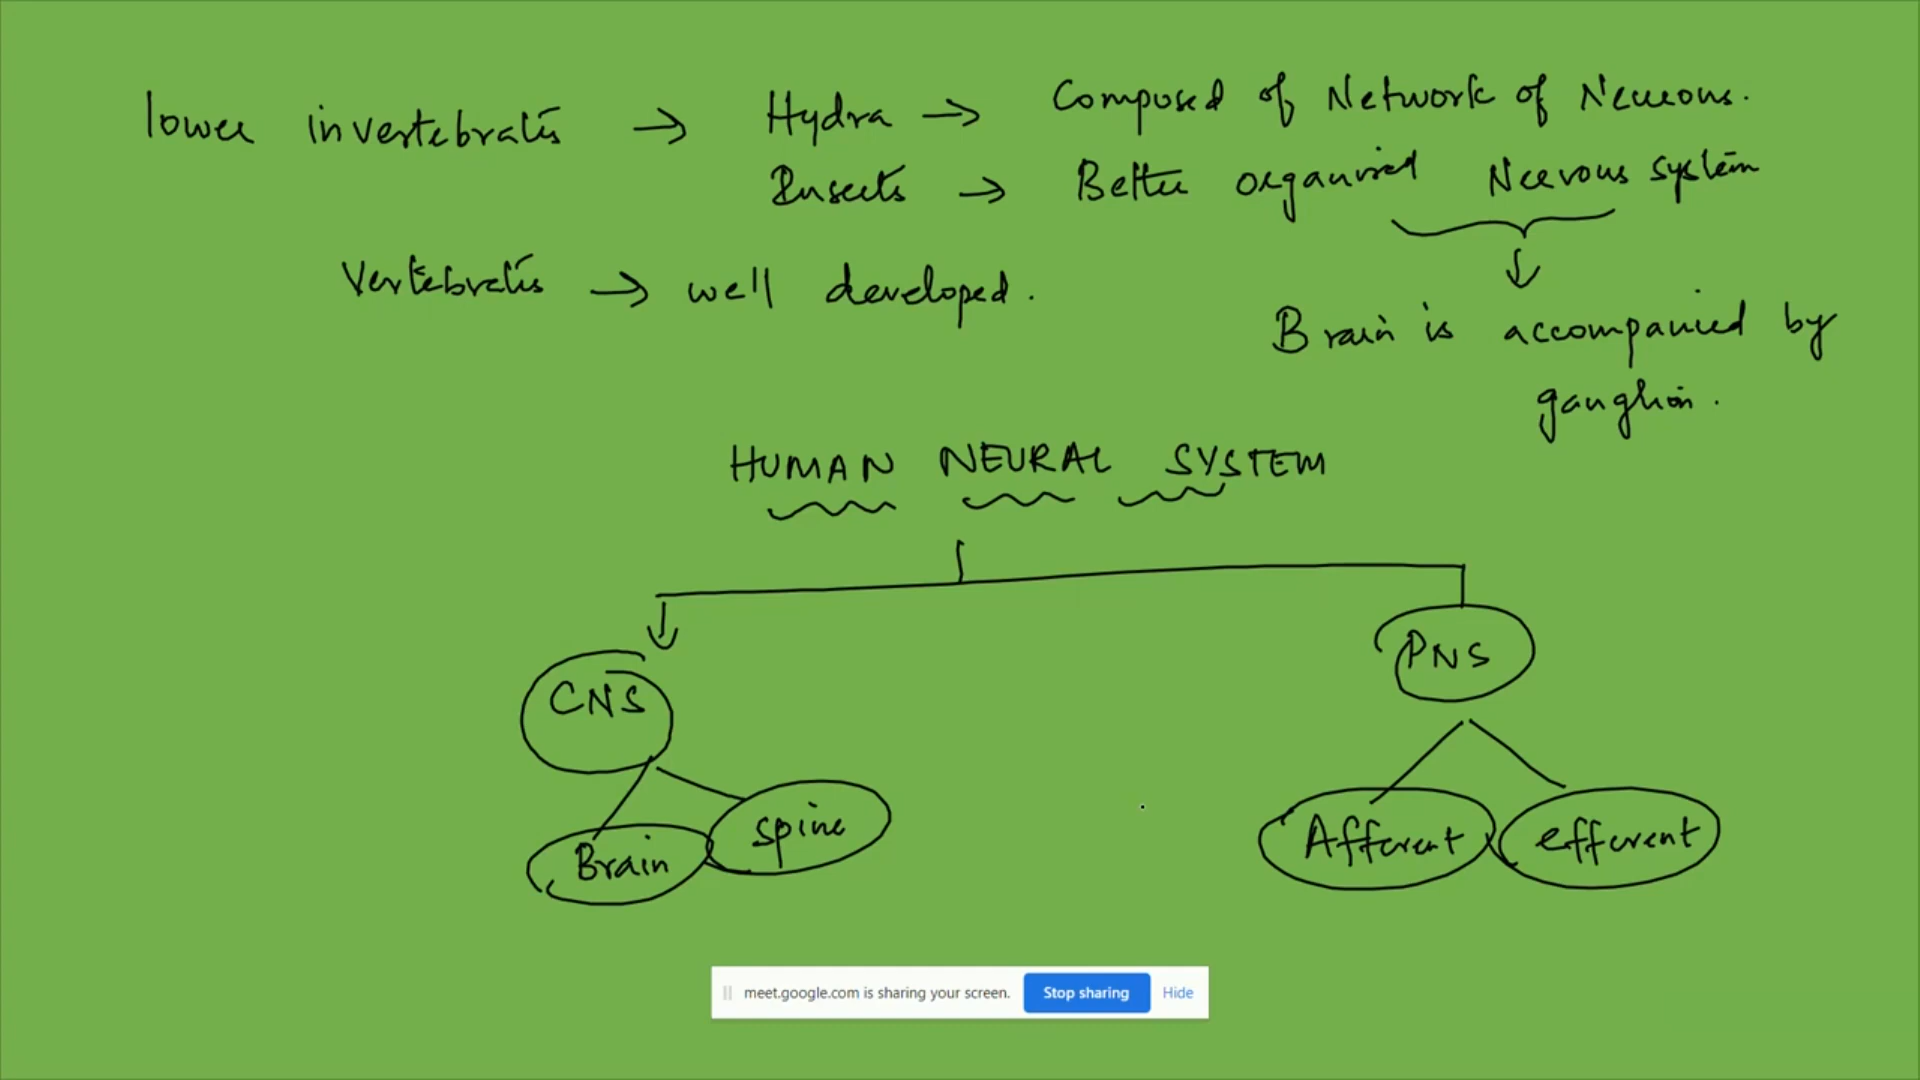 lower invertebrates → Hydra → Composed of Network of Neurons.
Insects → Better organised Nervous system
Vertebrates → well developed.
Brain is accompanied by
ganglion.
HUMAN NEURAL SYSTEM
CNS
PNS
Brain
spine
Afferent
efferent
meet.google.com is sharing your screen. Stop sharing Hide